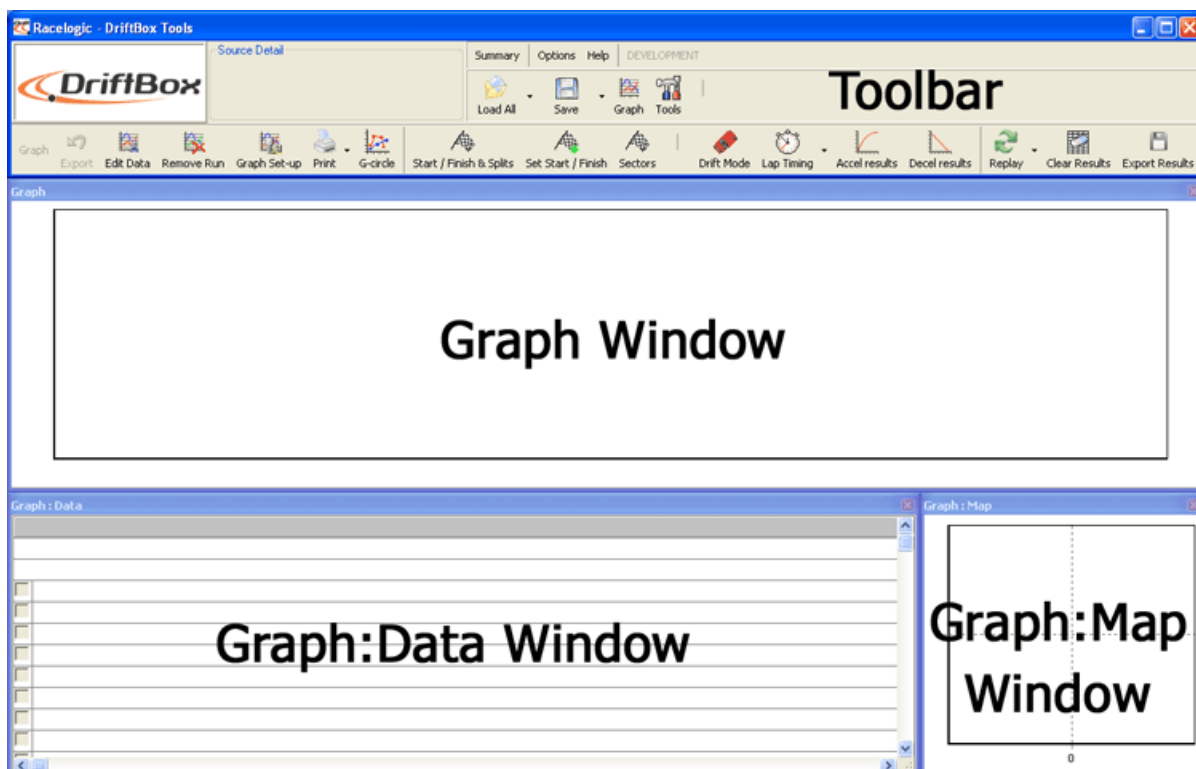 Racelogic - DriftBox Tools
DriftBox
Source Detail
Summary Options Help DEVELOPMENT
Load All Save Graph Tools
Toolbar
Graph Export Edit Data Remove Run Graph Set-up Print G-circle Start / Finish & Splits Set Start / Finish Sectors Drift Mode Lap Timing Accel results Decel results Replay Clear Results Export Results
Graph
Graph Window
Graph : Data
Graph:Data Window
Graph : Map
Graph:Map
Window
0